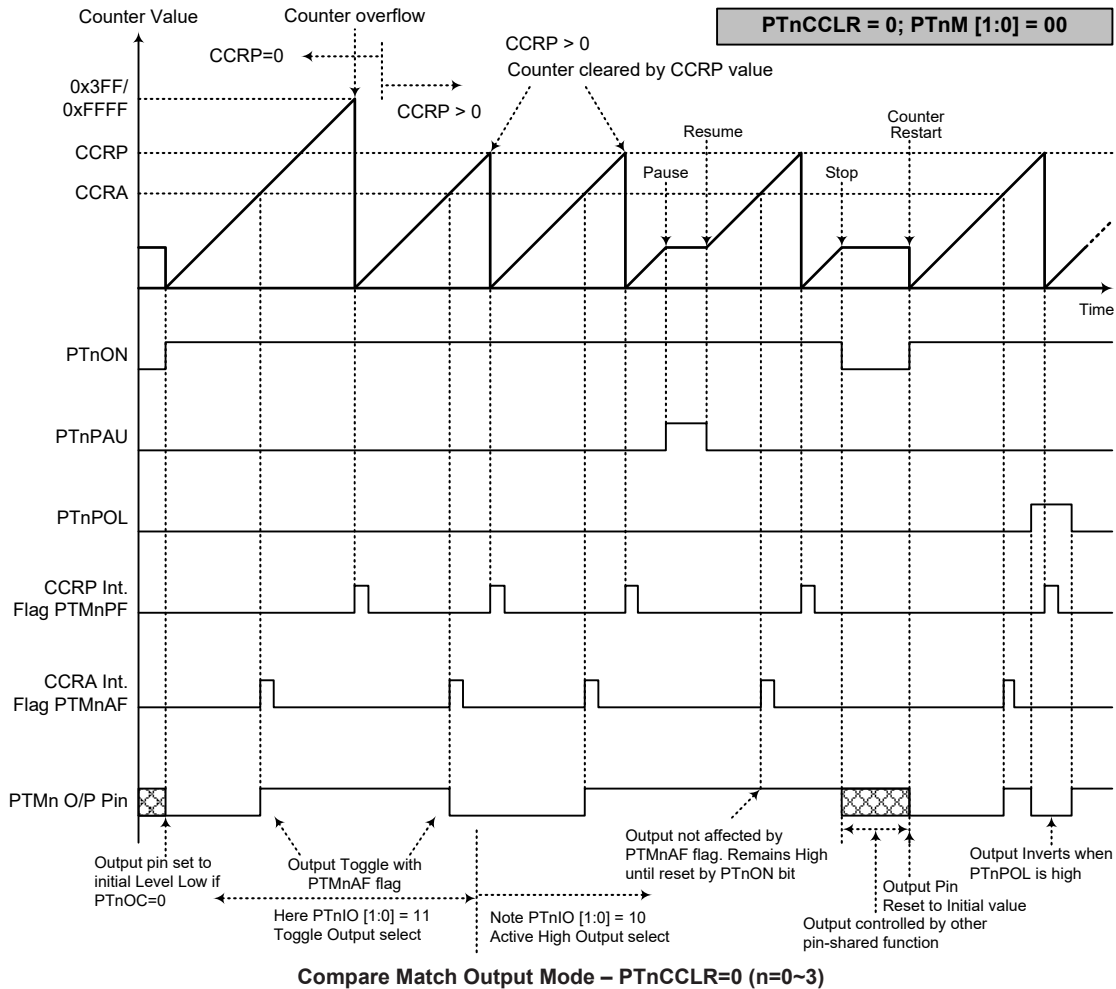 Counter Value
Counter overflow
PTnCCLR = 0; PTnM [1:0] = 00
CCRP=0
CCRP > 0
CCRP > 0
Counter cleared by CCRP value
0x3FF/
0xFFFF
CCRP
CCRA
Pause
Resume
Stop
Counter
Restart
Time
PTnON
PTnPAU
PTnPOL
CCRP Int.
Flag PTMnPF
CCRA Int.
Flag PTMnAF
PTMn O/P Pin
Output pin set to
initial Level Low if
PTnOC=0
Output Toggle with
PTMnAF flag
Here PTnIO [1:0] = 11
Toggle Output select
Note PTnIO [1:0] = 10
Active High Output select
Output not affected by
PTMnAF flag. Remains High
until reset by PTnON bit
Output Pin
Reset to Initial value
Output controlled by other
pin-shared function
Output Inverts when
PTnPOL is high
Compare Match Output Mode – PTnCCLR=0 (n=0~3)